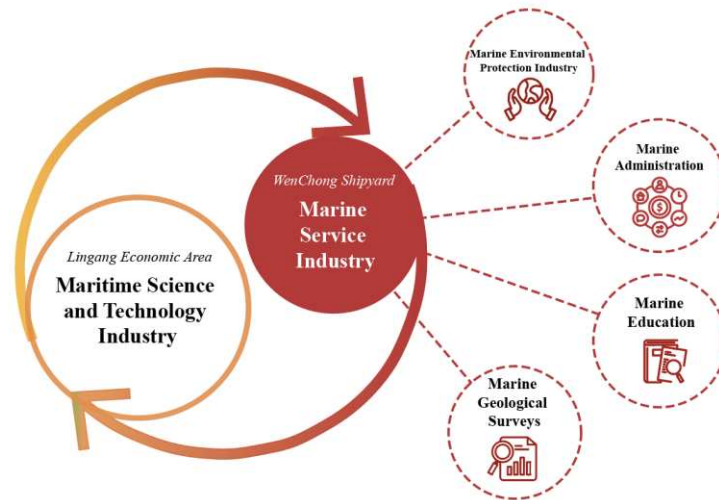 Lingang Economic Area
Maritime Science
and Technology
Industry
WenChong Shipyard
Marine
Service
Industry
Marine Environmental
Protection Industry
Marine
Administration
Marine
Education
Marine
Geological
Surveys